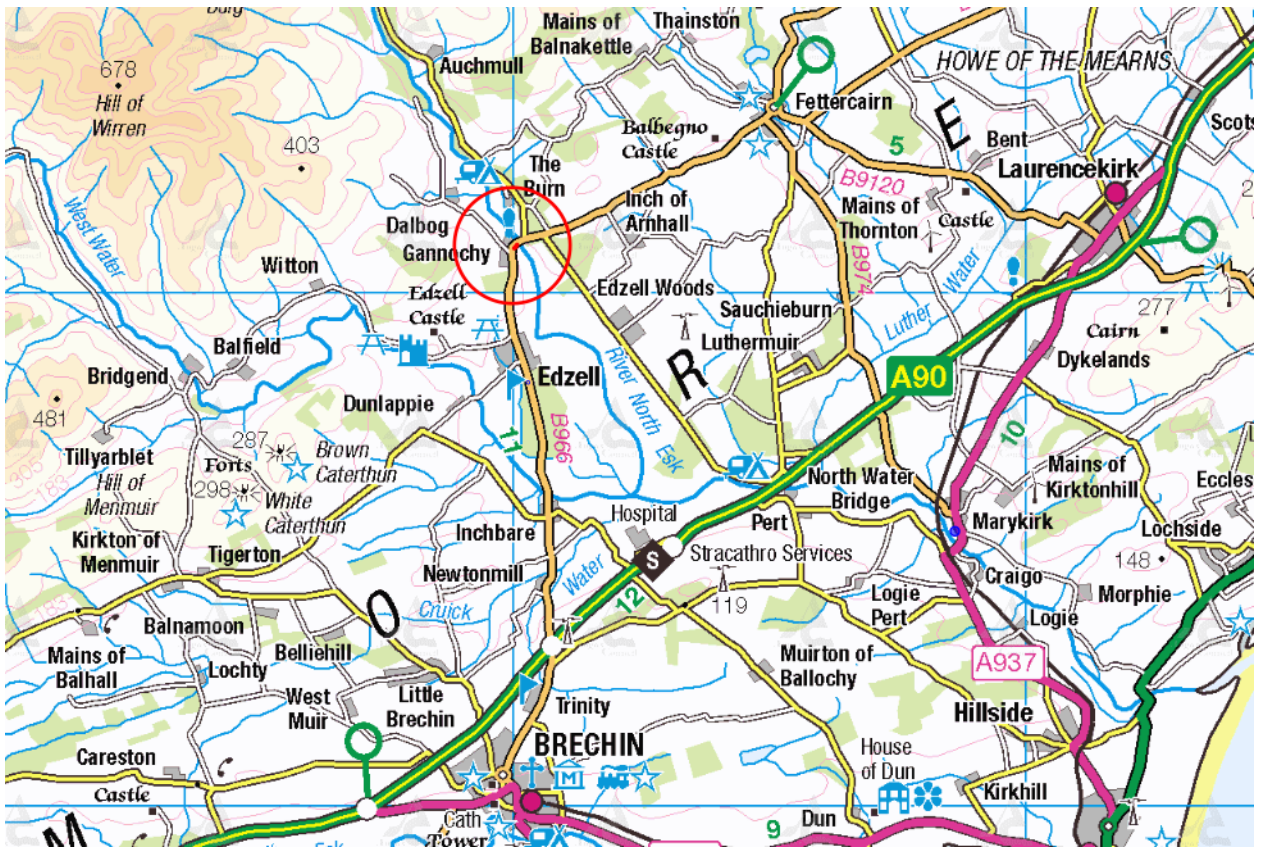 Mains of
Balnakettle
Thainston
Auchmull
HOWE OF THE MEARNS
678
Hill of
Wirren
Fettercairn
403
Balbegno
Castle
5
E
Bent
Scots
Laurencekirk
The
Burn
B9120
Inch of
Arnhall
Mains of
Thornton
Castle
West Water
Dalbog
Gannochy
B974
Witton
Edzell
Castle
Edzell Woods
Sauchieburn
Luther
Water
277
Cairn
Balfield
Luthermuir
Dykelands
Bridgend
Edzell
R
A90
481
Dunlappie
River North Esk
B966
11
10
287
Brown
Caterthun
Forts
298
White
Caterthun
Tillyarblet
Hill of
Menmuir
North Water
Bridge
Mains of
Kirktonhill
Eccles
Hospital
Pert
Marykirk
Lochside
Inchbare
Kirkton of
Menmuir
Tigerton
S
Stracathro Services
148
Newtonmill
Water
Cruick
12
119
Logie
Pert
Craigo
Morphie
O
Logie
Balnamoon
Mains of
Balhall
Belliehill
Lochty
Muirton of
Ballochy
A937
West
Muir
Little
Brechin
Trinity
Hillside
Careston
Castle
BRECHIN
House
of Dun
Kirkhill
M
Cath
Tower
9
Dun
Esk